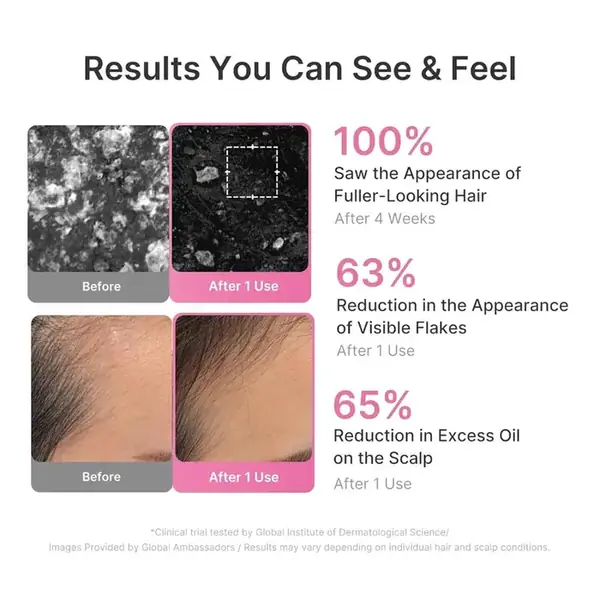 Results You Can See & Feel
Before
After 1 Use
100%
Saw the Appearance of
Fuller-Looking Hair
After 4 Weeks
63%
Reduction in the Appearance
of Visible Flakes
After 1 Use
Before
After 1 Use
65%
Reduction in Excess Oil
on the Scalp
After 1 Use
*Clinical trial tested by Global Institute of Dermatological Science/
Images Provided by Global Ambassadors / Results may vary depending on individual hair and scalp conditions.